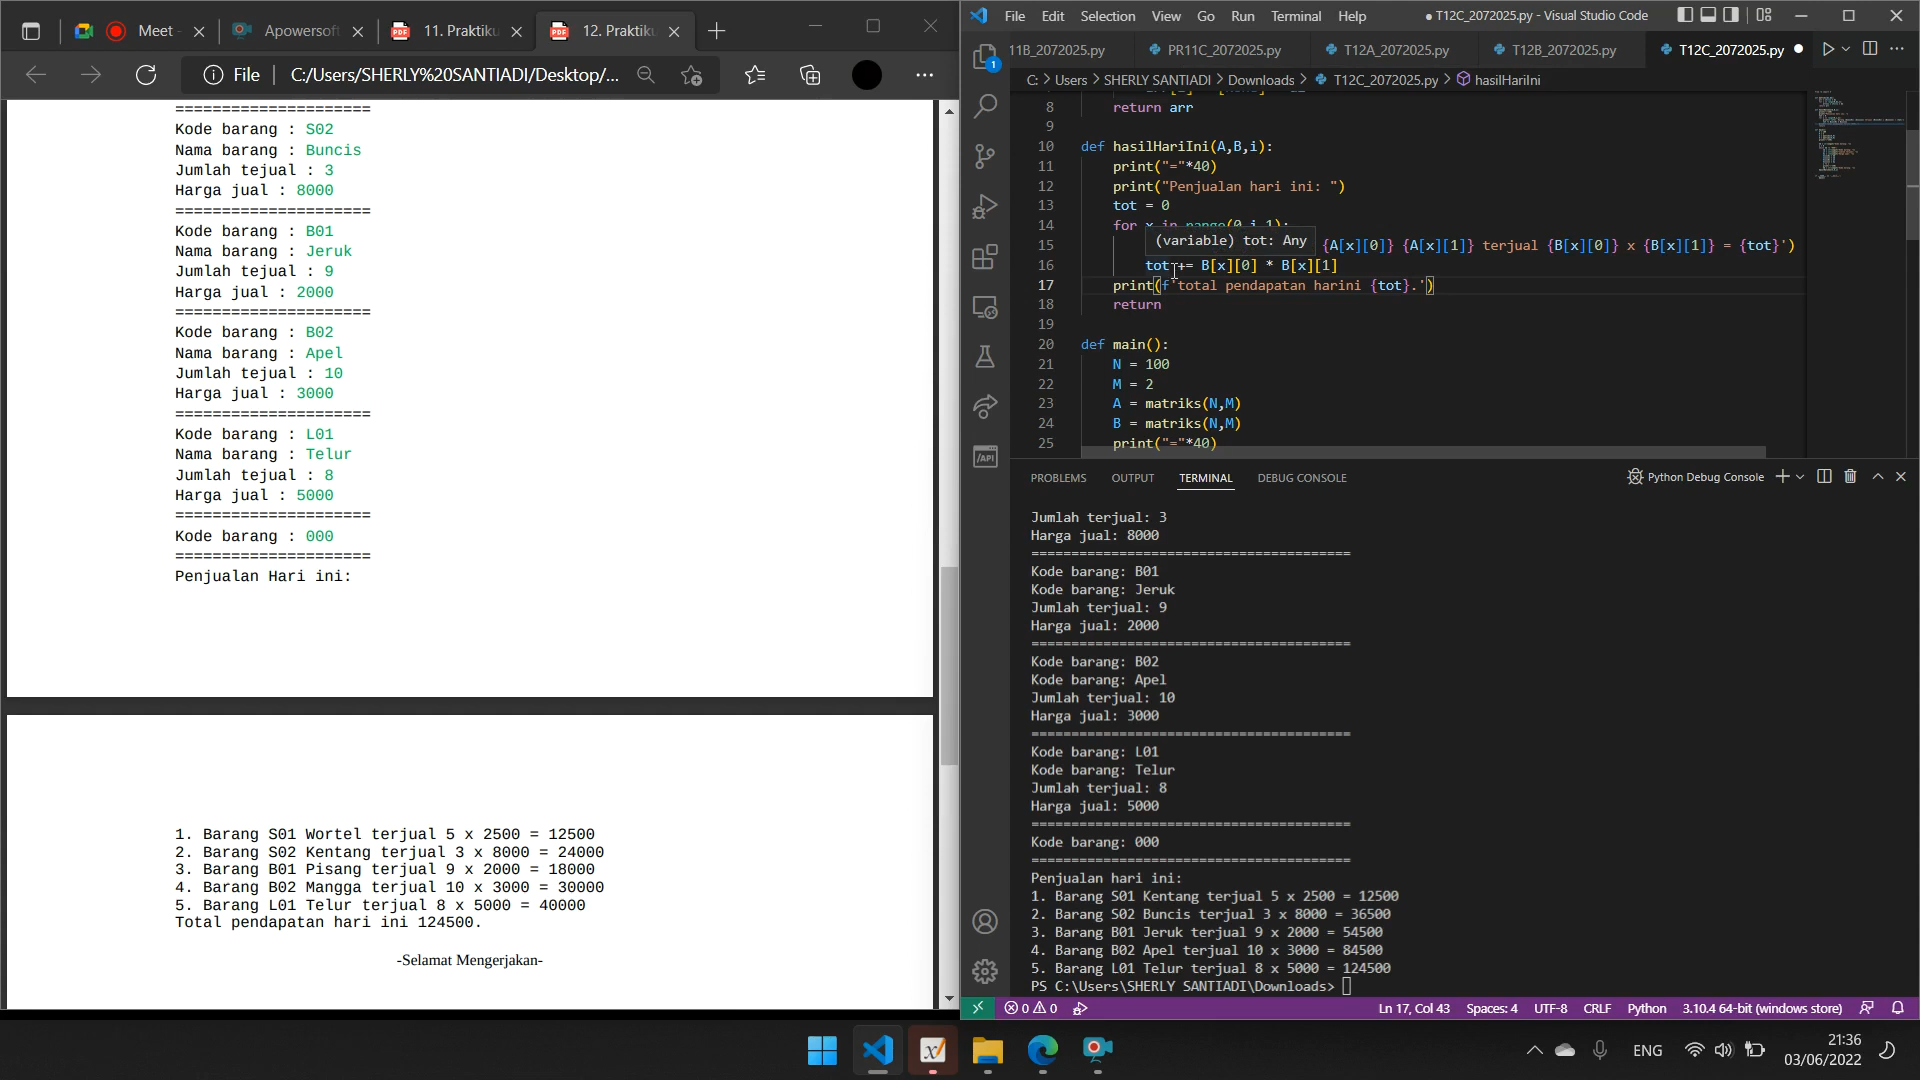 Meet
Apowersoft
11. Praktiku
12. Praktiku
File
C:/Users/SHERLY%20SANTIADI/Desktop/...
======================
Kode barang : S02
Nama barang : Buncis
Jumlah tejual : 3
Harga jual : 8000
======================
Kode barang : B01
Nama barang : Jeruk
Jumlah tejual : 9
Harga jual : 2000
======================
Kode barang : B02
Nama barang : Apel
Jumlah tejual : 10
Harga jual : 3000
======================
Kode barang : L01
Nama barang : Telur
Jumlah tejual : 8
Harga jual : 5000
======================
Kode barang : 000
======================
Penjualan Hari ini:
1. Barang S01 Wortel terjual 5 x 2500 = 12500
2. Barang S02 Kentang terjual 3 x 8000 = 24000
3. Barang B01 Pisang terjual 9 x 2000 = 18000
4. Barang B02 Mangga terjual 10 x 3000 = 30000
5. Barang L01 Telur terjual 8 x 5000 = 40000
Total pendapatan hari ini 124500.
-Selamat Mengerjakan-
File Edit Selection View Go Run Terminal Help
● T12C_2072025.py - Visual Studio Code
11B_2072025.py
PR11C_2072025.py
T12A_2072025.py
T12B_2072025.py
T12C_2072025.py
C: > Users > SHERLY SANTIADI > Downloads > T12C_2072025.py > hasilHariIni
8 return arr
9
10 def hasilHariIni(A,B,i):
11 print("="*40)
12 print("Penjualan hari ini: ")
13 tot = 0
14 for x in range(0,i,1):
(variable) tot: Any
15 {A[x][0]} {A[x][1]} terjual {B[x][0]} x {B[x][1]} = {tot}')
16 tot += B[x][0] * B[x][1]
17 print(f'total pendapatan harini {tot}.')
18 return
19
20 def main():
21 N = 100
22 M = 2
23 A = matriks(N,M)
24 B = matriks(N,M)
25 print("="*40)
PROBLEMS OUTPUT TERMINAL DEBUG CONSOLE
Python Debug Console
Jumlah terjual: 3
Harga jual: 8000
========================================
Kode barang: B01
Kode barang: Jeruk
Jumlah terjual: 9
Harga jual: 2000
========================================
Kode barang: B02
Kode barang: Apel
Jumlah terjual: 10
Harga jual: 3000
========================================
Kode barang: L01
Kode barang: Telur
Jumlah terjual: 8
Harga jual: 5000
========================================
Kode barang: 000
========================================
Penjualan hari ini:
1. Barang S01 Kentang terjual 5 x 2500 = 12500
2. Barang S02 Buncis terjual 3 x 8000 = 36500
3. Barang B01 Jeruk terjual 9 x 2000 = 54500
4. Barang B02 Apel terjual 10 x 3000 = 84500
5. Barang L01 Telur terjual 8 x 5000 = 124500
PS C:\Users\SHERLY SANTIADI\Downloads>
1
/API
0 0
Ln 17, Col 43 Spaces: 4 UTF-8 CRLF Python 3.10.4 64-bit (windows store)
ENG
21:36
03/06/2022